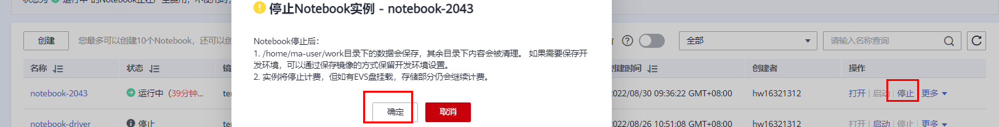 停止Notebook实例 - notebook-2043
Notebook停止后：
1. /home/ma-user/work目录下的数据会保存，其余目录下内容会被清理。 如果需要保存开
发环境，可以通过保存镜像的方式保留开发环境设置。
2. 实例将停止计费，但如有EVS盘挂载，存储部分仍会继续计费。
确定 取消
创建 您最多可以创建10个Notebook，还可以创 全部 请输入名称查询
名称 状态 镜 创建时间 创建者 操作
notebook-2043 运行中（39分钟... ten 2022/08/30 09:36:22 GMT+08:00 hw16321312 打开 启动 停止 更多
notebook-driver 停止 ten 2022/08/26 10:51:08 GMT+08:00 hw16321312 打开 启动 停止 更多